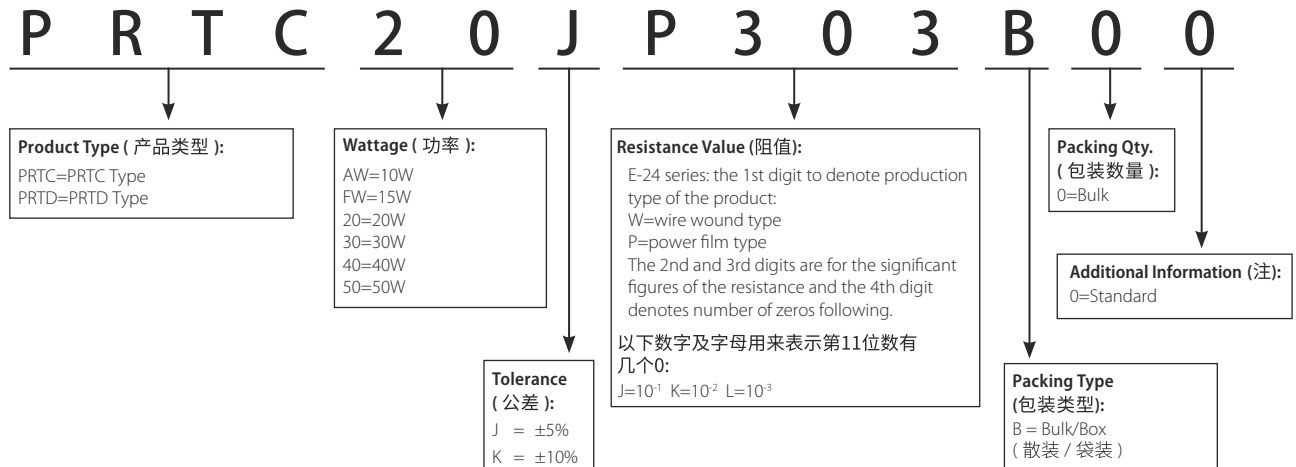 P R T C 2 0 J P 3 0 3 B 0 0
Product Type ( 产品类型 ):
PRTC=PRTC Type
PRTD=PRTD Type
Wattage ( 功率 ):
AW=10W
FW=15W
20=20W
30=30W
40=40W
50=50W
Tolerance
( 公差 ):
J = ±5%
K = ±10%
Resistance Value (阻值):
E-24 series: the 1st digit to denote production
type of the product:
W=wire wound type
P=power film type
The 2nd and 3rd digits are for the significant
figures of the resistance and the 4th digit
denotes number of zeros following.
以下数字及字母用来表示第11位数有
几个0:
J=10⁻¹ K=10⁻² L=10⁻³
Packing Type
(包装类型):
B = Bulk/Box
( 散装 / 袋装 )
Packing Qty.
( 包装数量 ):
0=Bulk
Additional Information (注):
0=Standard